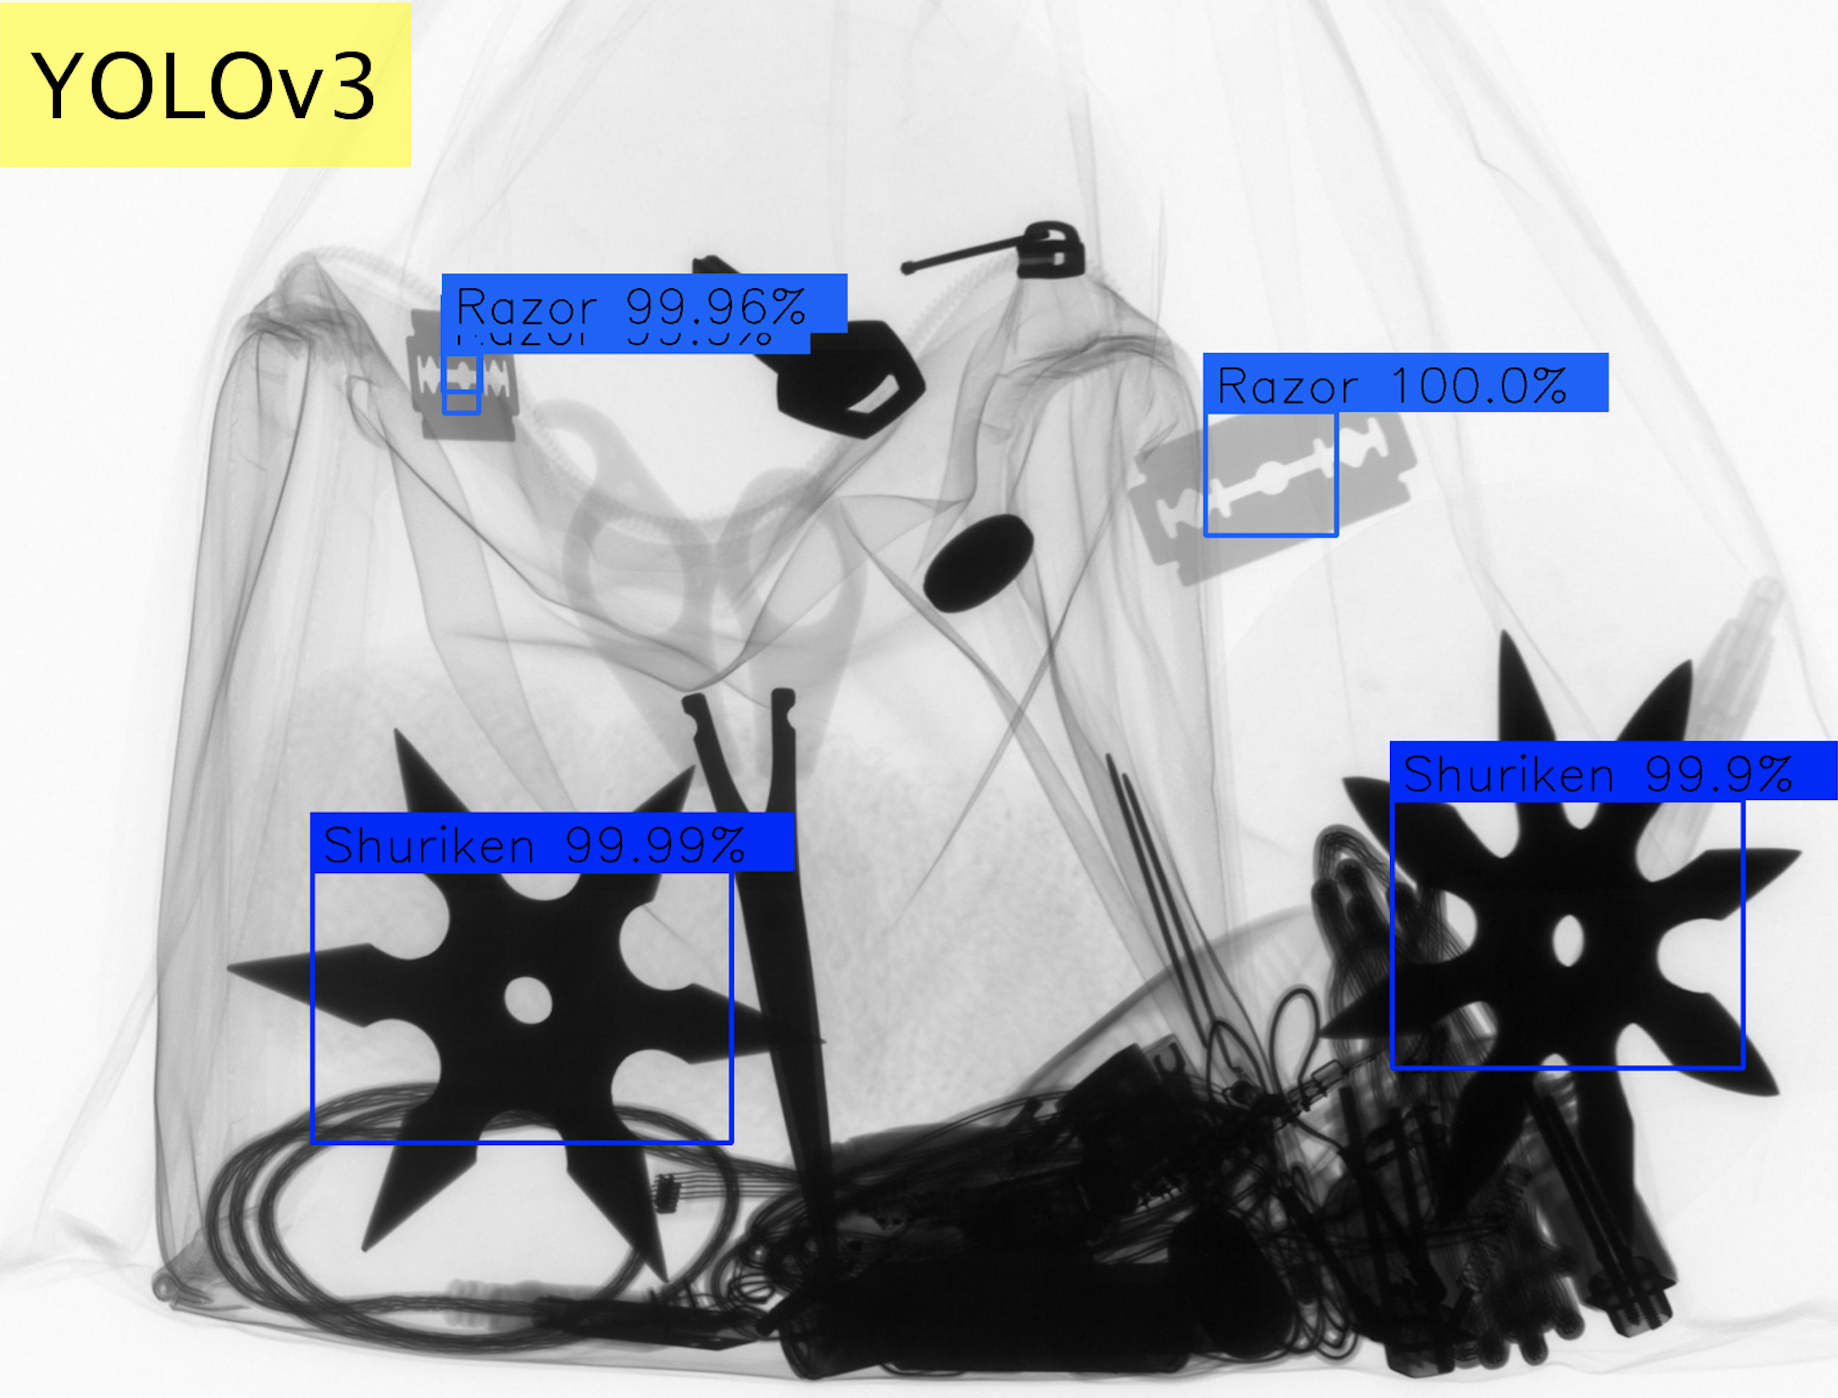 YOLOv3
Razor 99.96%
Razor 100.0%
Shuriken 99.9%
Shuriken 99.99%